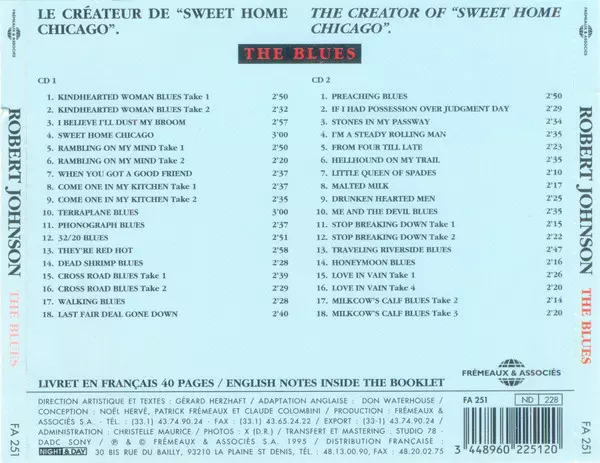 LE CRÉATEUR DE “SWEET HOME CHICAGO”.
THE CREATOR OF “SWEET HOME CHICAGO”.
FRÉMEAUX & ASSOCIÉS
THE BLUES
CD 1
1. KINDHEARTED WOMAN BLUES Take 1 2'50
2. KINDHEARTED WOMAN BLUES Take 2 2'32
3. I BELIEVE I'LL DUST MY BROOM 2'57
4. SWEET HOME CHICAGO 3'00
5. RAMBLING ON MY MIND Take 1 2'50
6. RAMBLING ON MY MIND Take 2 2'20
7. WHEN YOU GOT A GOOD FRIEND 2'37
8. COME ONE IN MY KITCHEN Take 1 2'37
9. COME ONE IN MY KITCHEN Take 2 2'35
10. TERRAPLANE BLUES 3'00
11. PHONOGRAPH BLUES 2'37
12. 32/20 BLUES 2'51
13. THEY'RE RED HOT 2'58
14. DEAD SHRIMP BLUES 2'28
15. CROSS ROAD BLUES Take 1 2'39
16. CROSS ROAD BLUES Take 2 2'29
17. WALKING BLUES 2'28
18. LAST FAIR DEAL GONE DOWN 2'40
CD 2
1. PREACHING BLUES 2'50
2. IF I HAD POSSESSION OVER JUDGMENT DAY 2'29
3. STONES IN MY PASSWAY 2'34
4. I'M A STEADY ROLLING MAN 2'35
5. FROM FOUR TILL LATE 2'23
6. HELLHOUND ON MY TRAIL 2'35
7. LITTLE QUEEN OF SPADES 2'10
8. MALTED MILK 2'17
9. DRUNKEN HEARTED MEN 2'25
10. ME AND THE DEVIL BLUES 2'35
11. STOP BREAKING DOWN Take 1 2'15
12. STOP BREAKING DOWN Take 2 2'22
13. TRAVELING RIVERSIDE BLUES 2'47
14. HONEYMOON BLUES 2'16
15. LOVE IN VAIN Take 1 2'26
16. LOVE IN VAIN Take 4 2'20
17. MILKCOW'S CALF BLUES Take 2 2'14
18. MILKCOW'S CALF BLUES Take 3 2'20
LIVRET EN FRANÇAIS 40 PAGES / ENGLISH NOTES INSIDE THE BOOKLET
DIRECTION ARTISTIQUE ET TEXTES : GÉRARD HERZHAFT / ADAPTATION ANGLAISE : DON WATERHOUSE /
CONCEPTION : NOËL HERVÉ, PATRICK FRÉMEAUX ET CLAUDE COLOMBINI / PRODUCTION : FRÉMEAUX &
ASSOCIÉS S.A. - TEL : (33.1) 43.74.90.24 - FAX : (33.1) 43.65.24.22 / EXPORT : (33.1) 43.74.90.24 /
ADMINISTRATION : CHRISTELLE MAURICE / PHOTOS : X (D.R.) / TRANSFERT ET MASTERING : STUDIO 78 -
DADC SONY / ℗ & © FRÉMEAUX & ASSOCIÉS S.A. 1995 / DISTRIBUTION FRANÇAISE :
NIGHT & DAY 30 BIS RUE DU BAILLY, 93210 LA PLAINE ST DENIS, TEL : 48.13.00.90 - FAX : 48.20.02.75
FRÉMEAUX & ASSOCIÉS
FA 251 ND 228
3 448960 225120
ROBERT JOHNSON THE BLUES FA 251
ROBERT JOHNSON THE BLUES FA 251